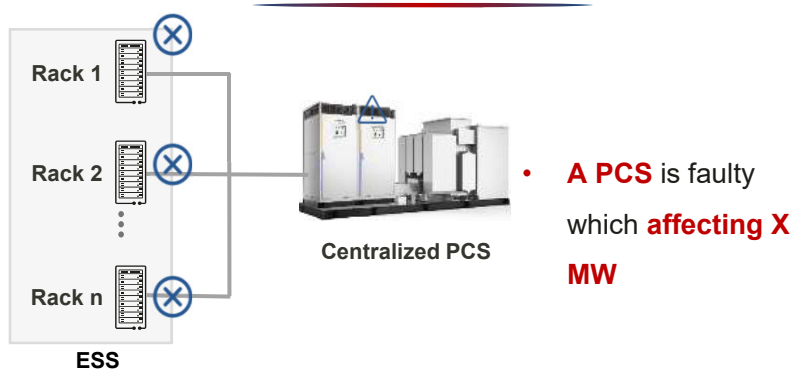 Rack 1
Rack 2
Rack n
ESS
Centralized PCS
• A PCS is faulty
which affecting X
MW